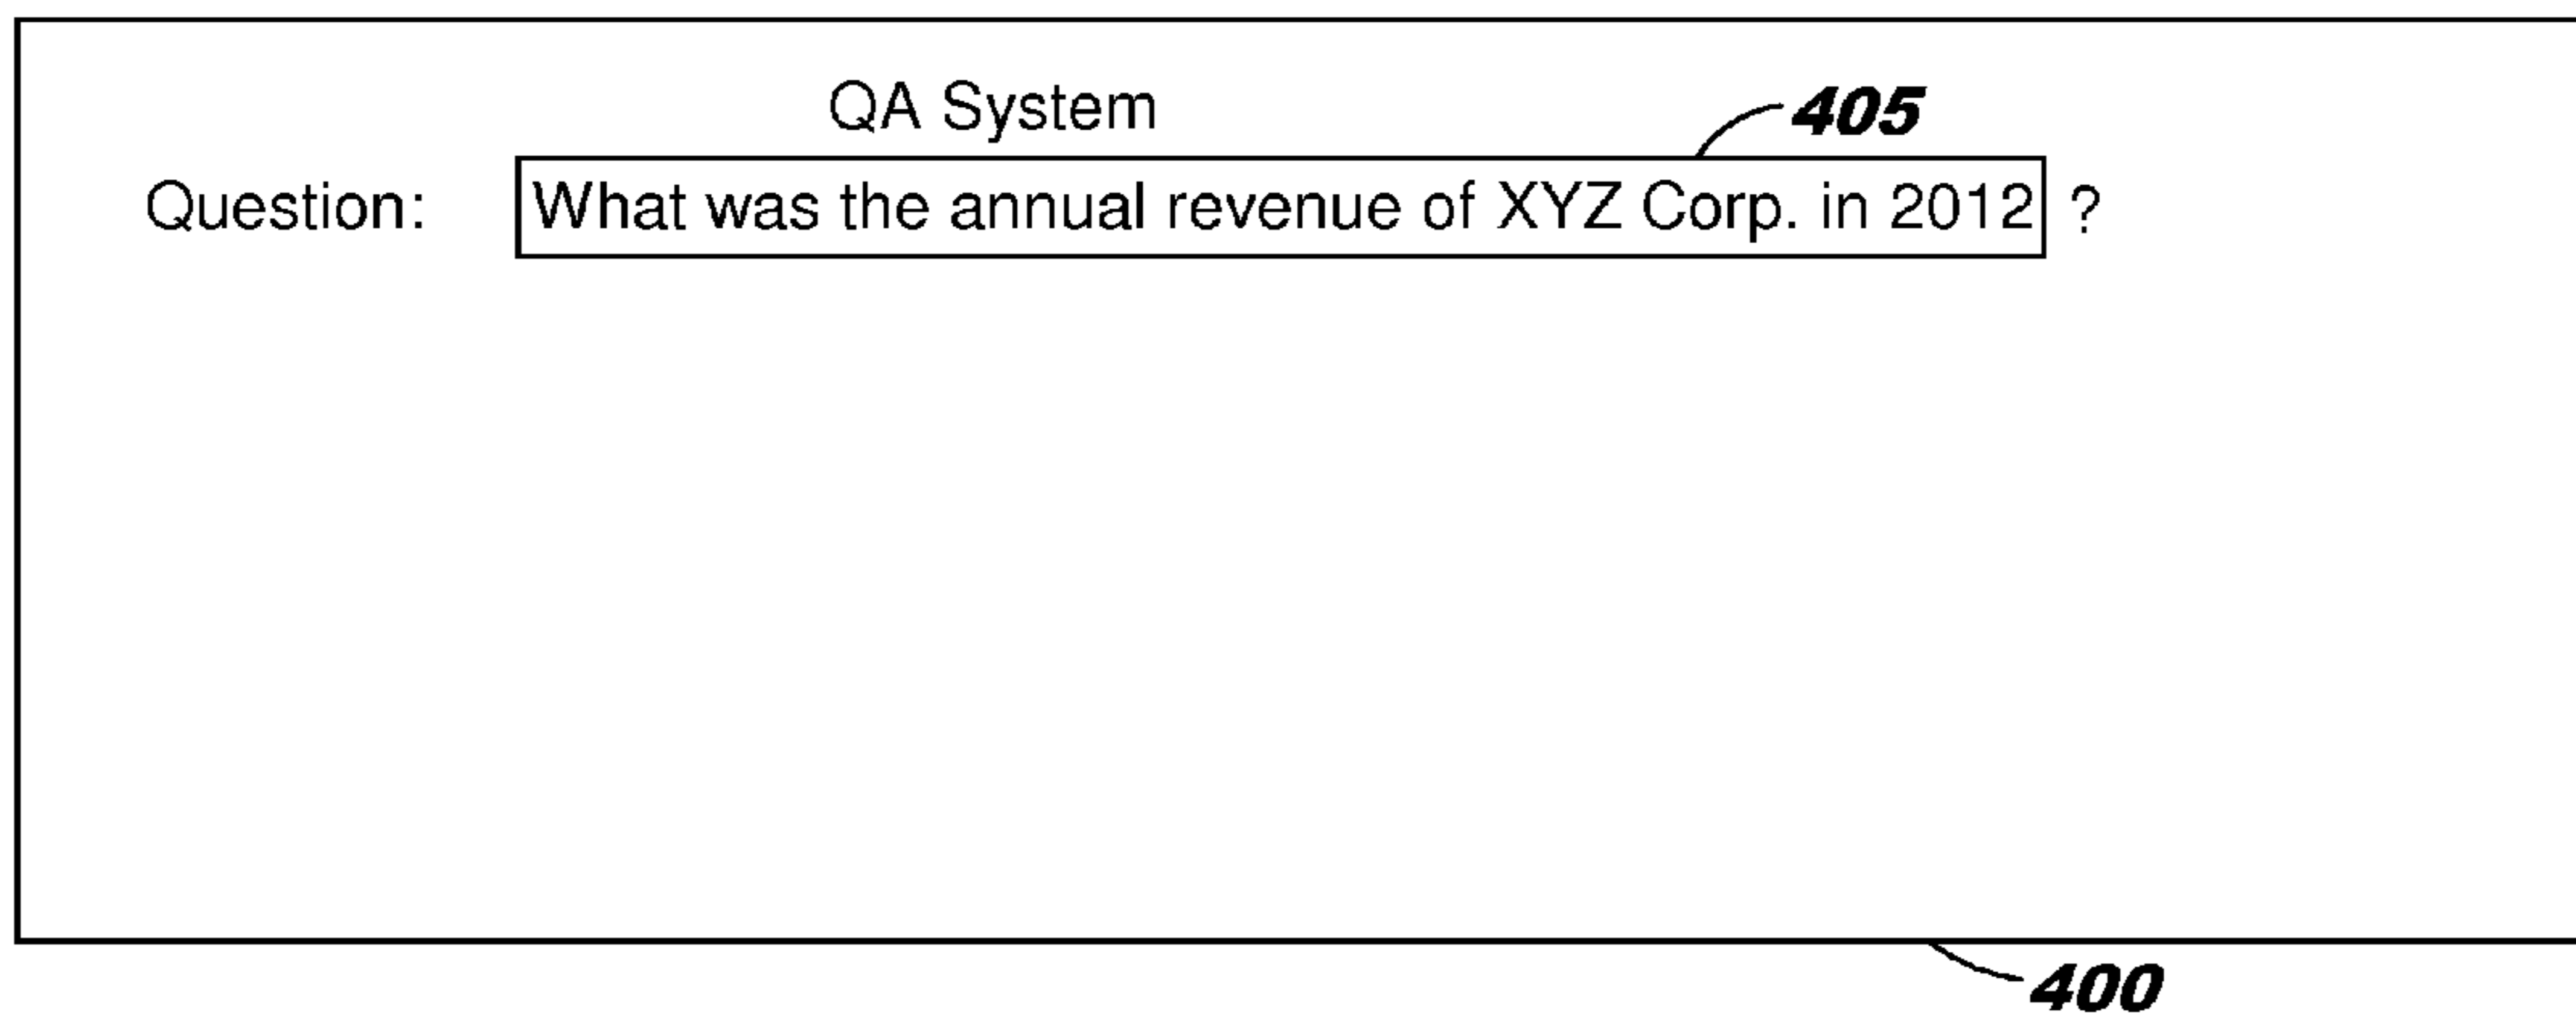 QA System
405
Question: What was the annual revenue of XYZ Corp. in 2012 ?
400